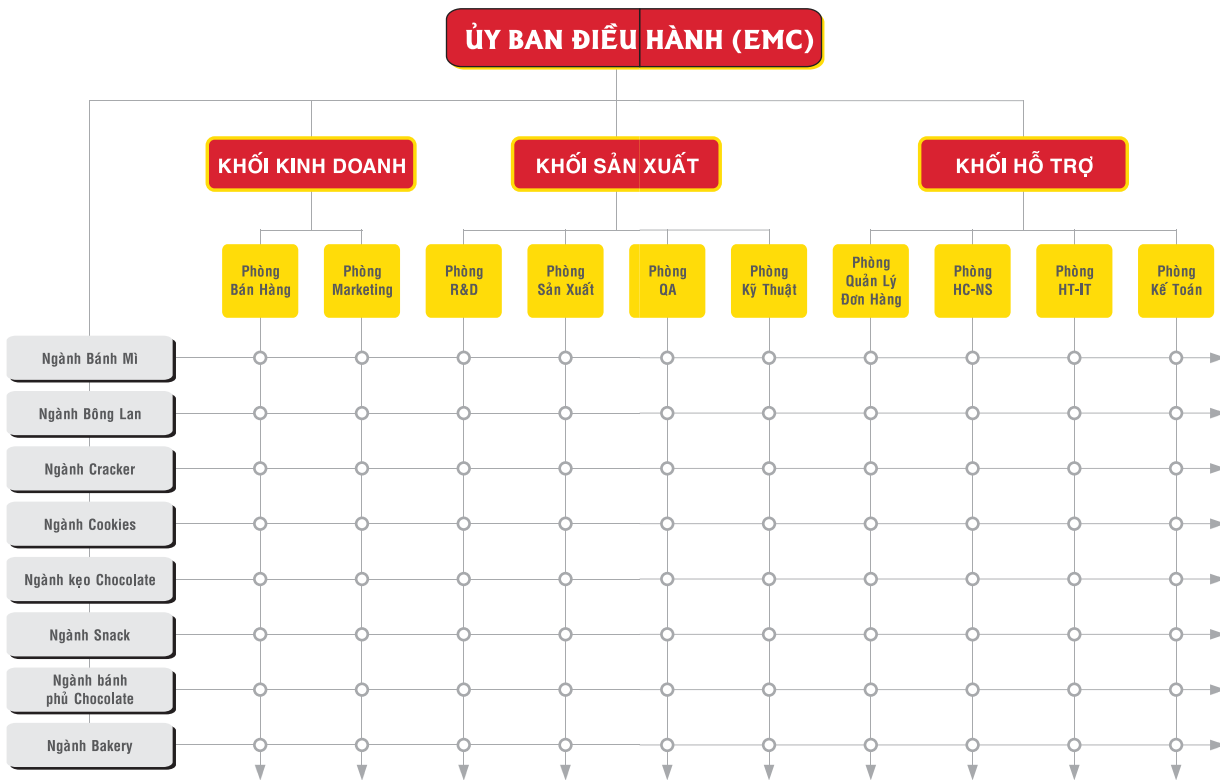 ỦY BAN ĐIỀU HÀNH (EMC)
KHỐI KINH DOANH
KHỐI SẢN XUẤT
KHỐI HỖ TRỢ
Phòng
Bán Hàng
Phòng
Marketing
Phòng
R&D
Phòng
Sản Xuất
Phòng
QA
Phòng
Kỹ Thuật
Phòng
Quản Lý
Đơn Hàng
Phòng
HC-NS
Phòng
HT-IT
Phòng
Kế Toán
Ngành Bánh Mì
Ngành Bông Lan
Ngành Cracker
Ngành Cookies
Ngành kẹo Chocolate
Ngành Snack
Ngành bánh
phủ Chocolate
Ngành Bakery